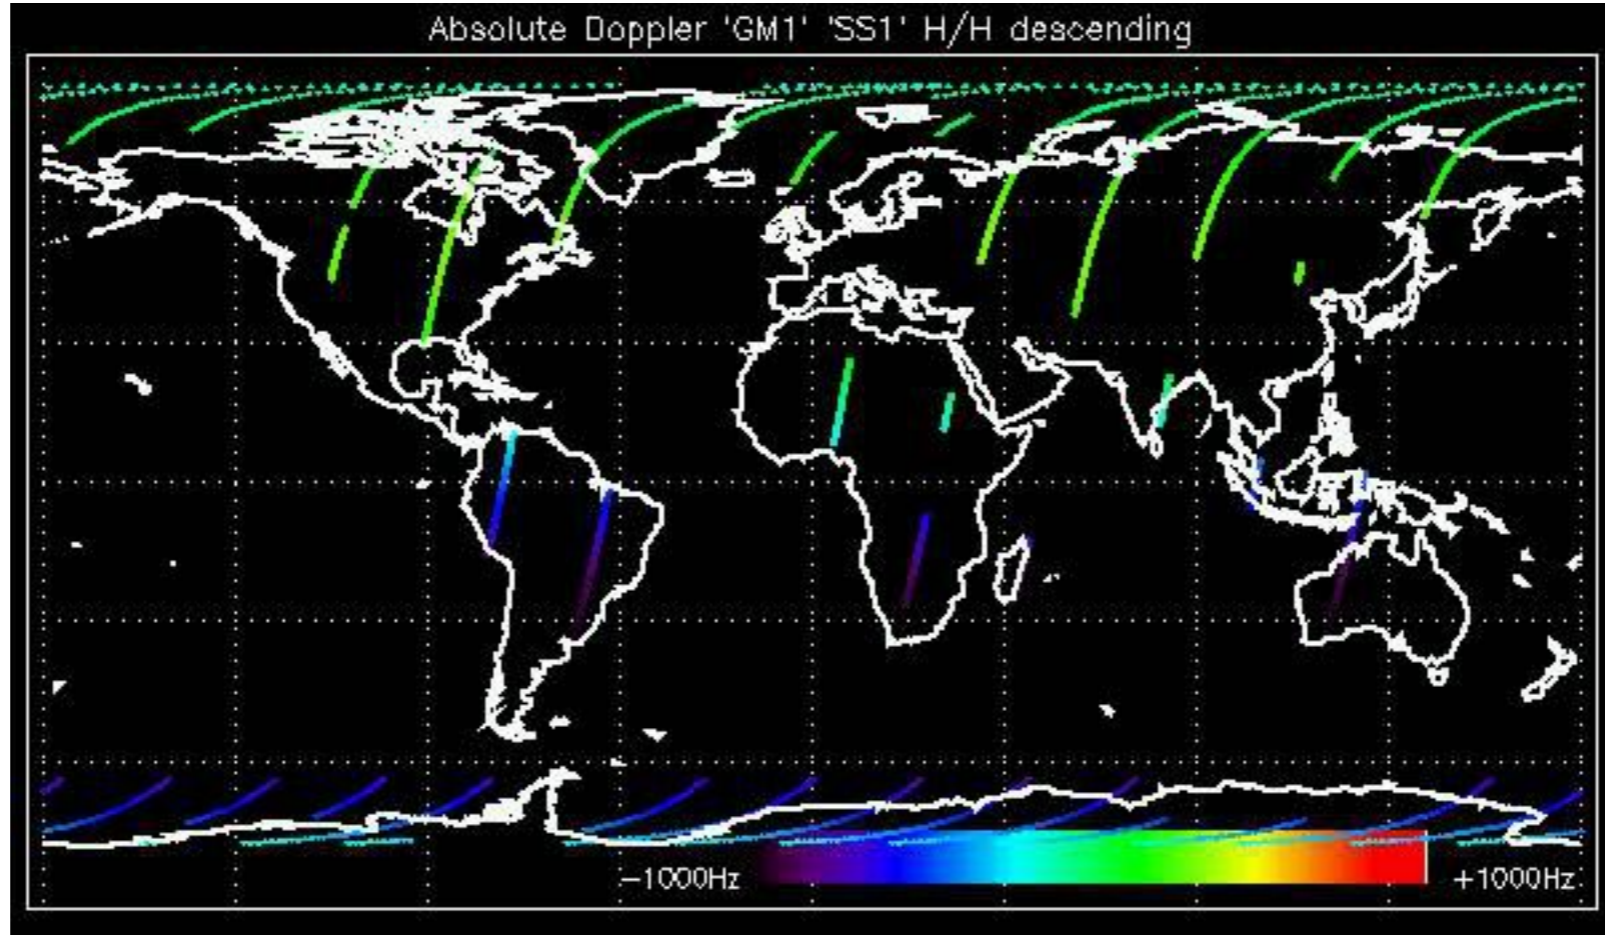 Absolute Doppler 'GM1' 'SS1' H/H descending
−1000Hz
+1000Hz